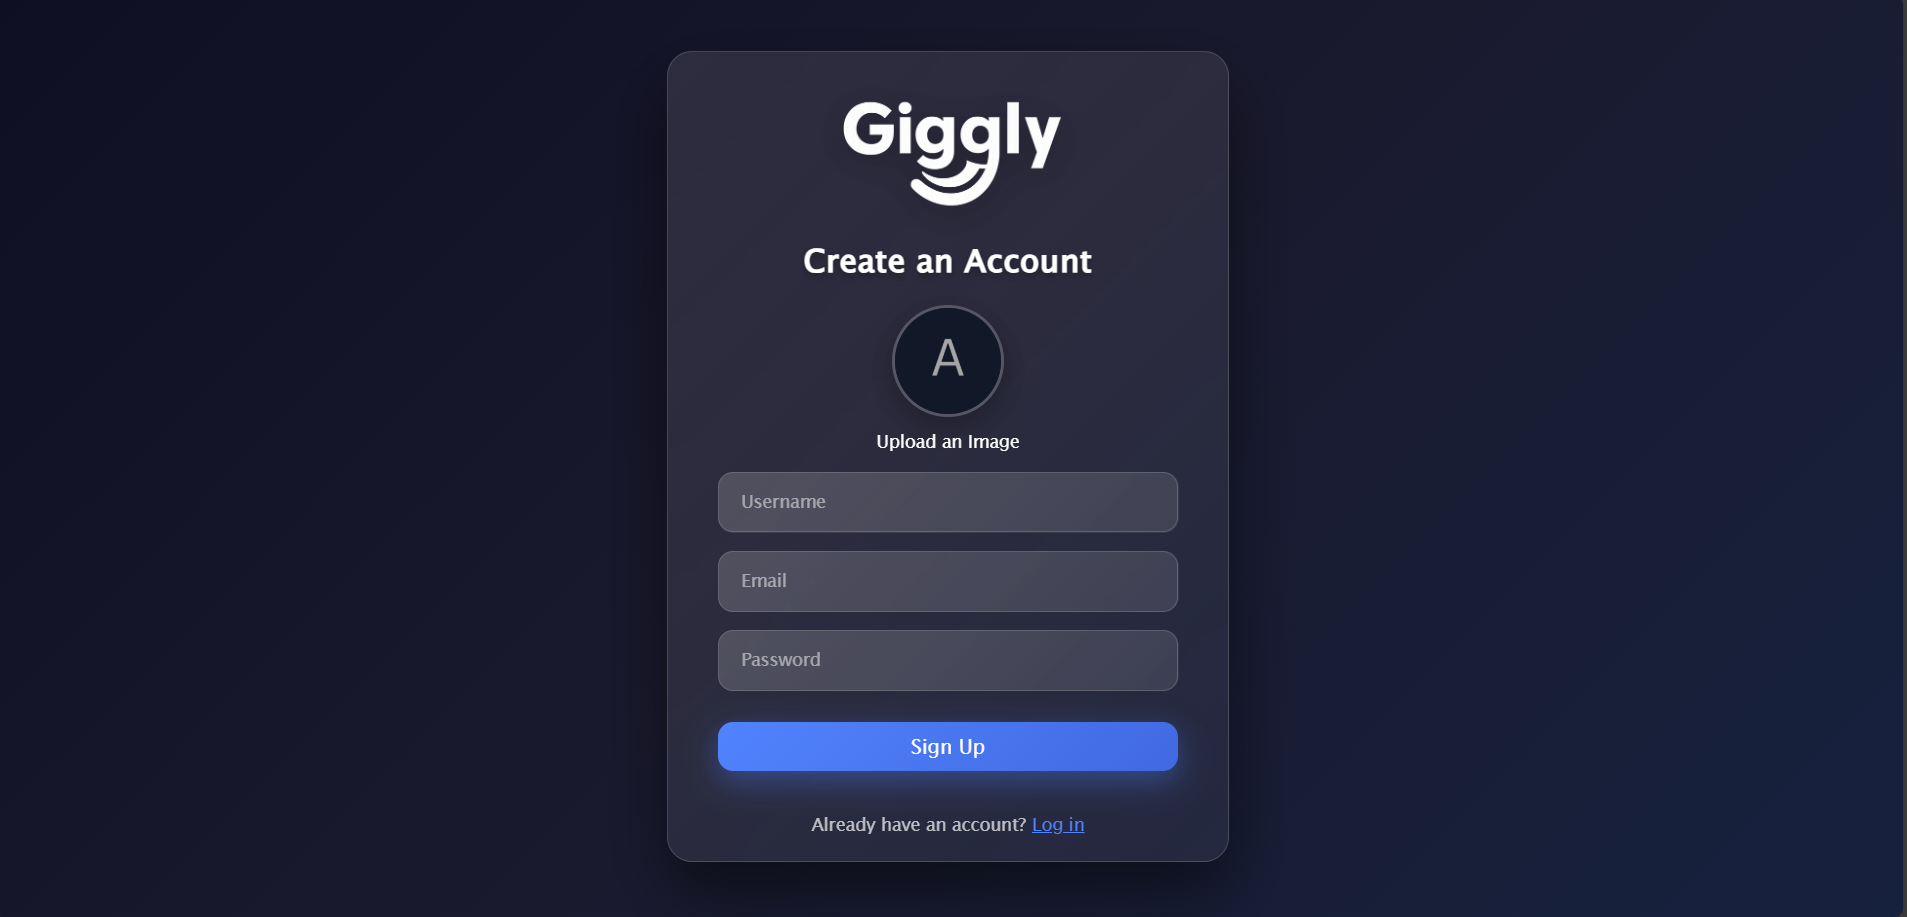 Giggly
Create an Account
A
Upload an Image
Username
Email
Password
Sign Up
Already have an account? Log in